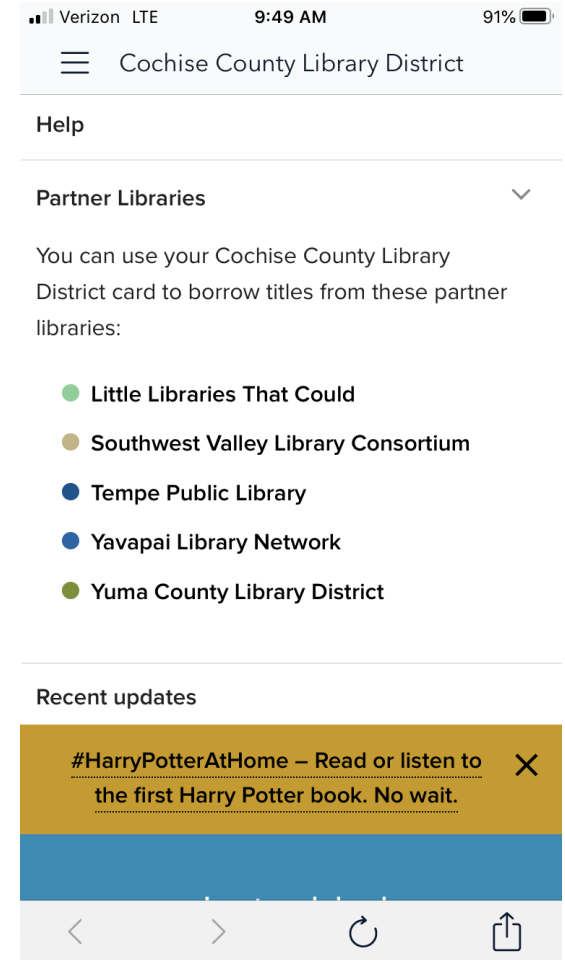 Verizon LTE 9:49 AM 91%
Cochise County Library District
Help
Partner Libraries
You can use your Cochise County Library
District card to borrow titles from these partner
libraries:
Little Libraries That Could
Southwest Valley Library Consortium
Tempe Public Library
Yavapai Library Network
Yuma County Library District
Recent updates
#HarryPotterAtHome – Read or listen to
the first Harry Potter book. No wait.